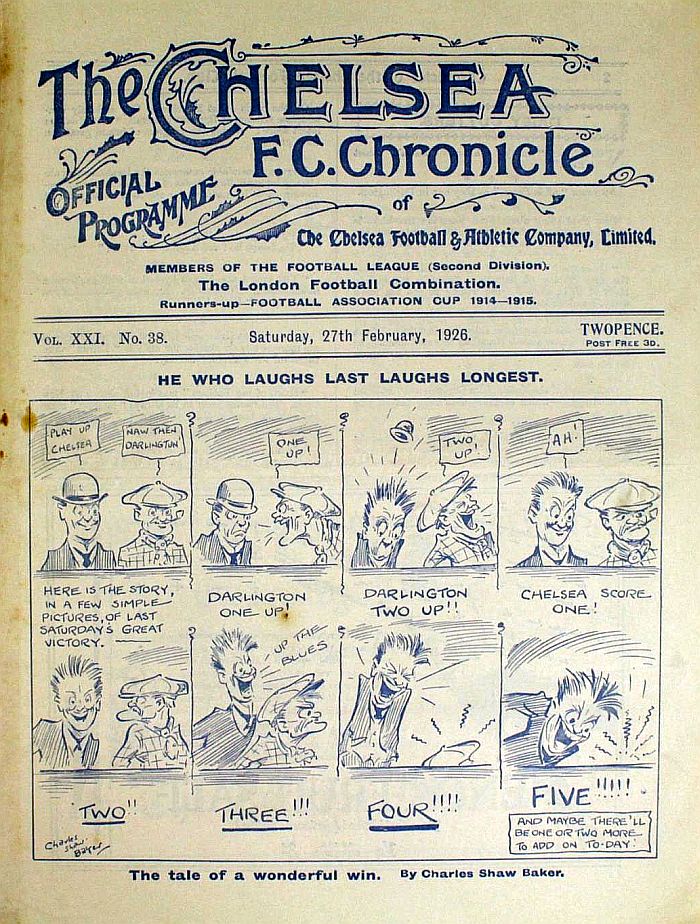 The CHELSEA
F.C. Chronicle
OFFICIAL
PROGRAMME
of
The Chelsea Football & Athletic Company, Limited.
MEMBERS OF THE FOOTBALL LEAGUE (Second Division).
The London Football Combination.
Runners-up—FOOTBALL ASSOCIATION CUP 1914—1915.
VOL. XXI. No. 38.
Saturday, 27th February, 1926.
TWOPENCE.
POST FREE 3D.
HE WHO LAUGHS LAST LAUGHS LONGEST.
PLAY UP
CHELSEA
NAW THEN
DARLINGTUN
ONE
UP!
TWO
UP!
AH!
HERE IS THE STORY,
IN A FEW SIMPLE
PICTURES, OF LAST
SATURDAY'S GREAT
VICTORY.
DARLINGTON
ONE UP!
DARLINGTON
TWO UP!!
CHELSEA SCORE
ONE!
UP THE
BLUES
TWO!!
THREE!!!
FOUR!!!!
FIVE!!!!!
AND MAYBE THERE'LL
BE ONE OR TWO MORE
TO ADD ON TO-DAY!
Charles
Shaw
Baker
The tale of a wonderful win. By Charles Shaw Baker.